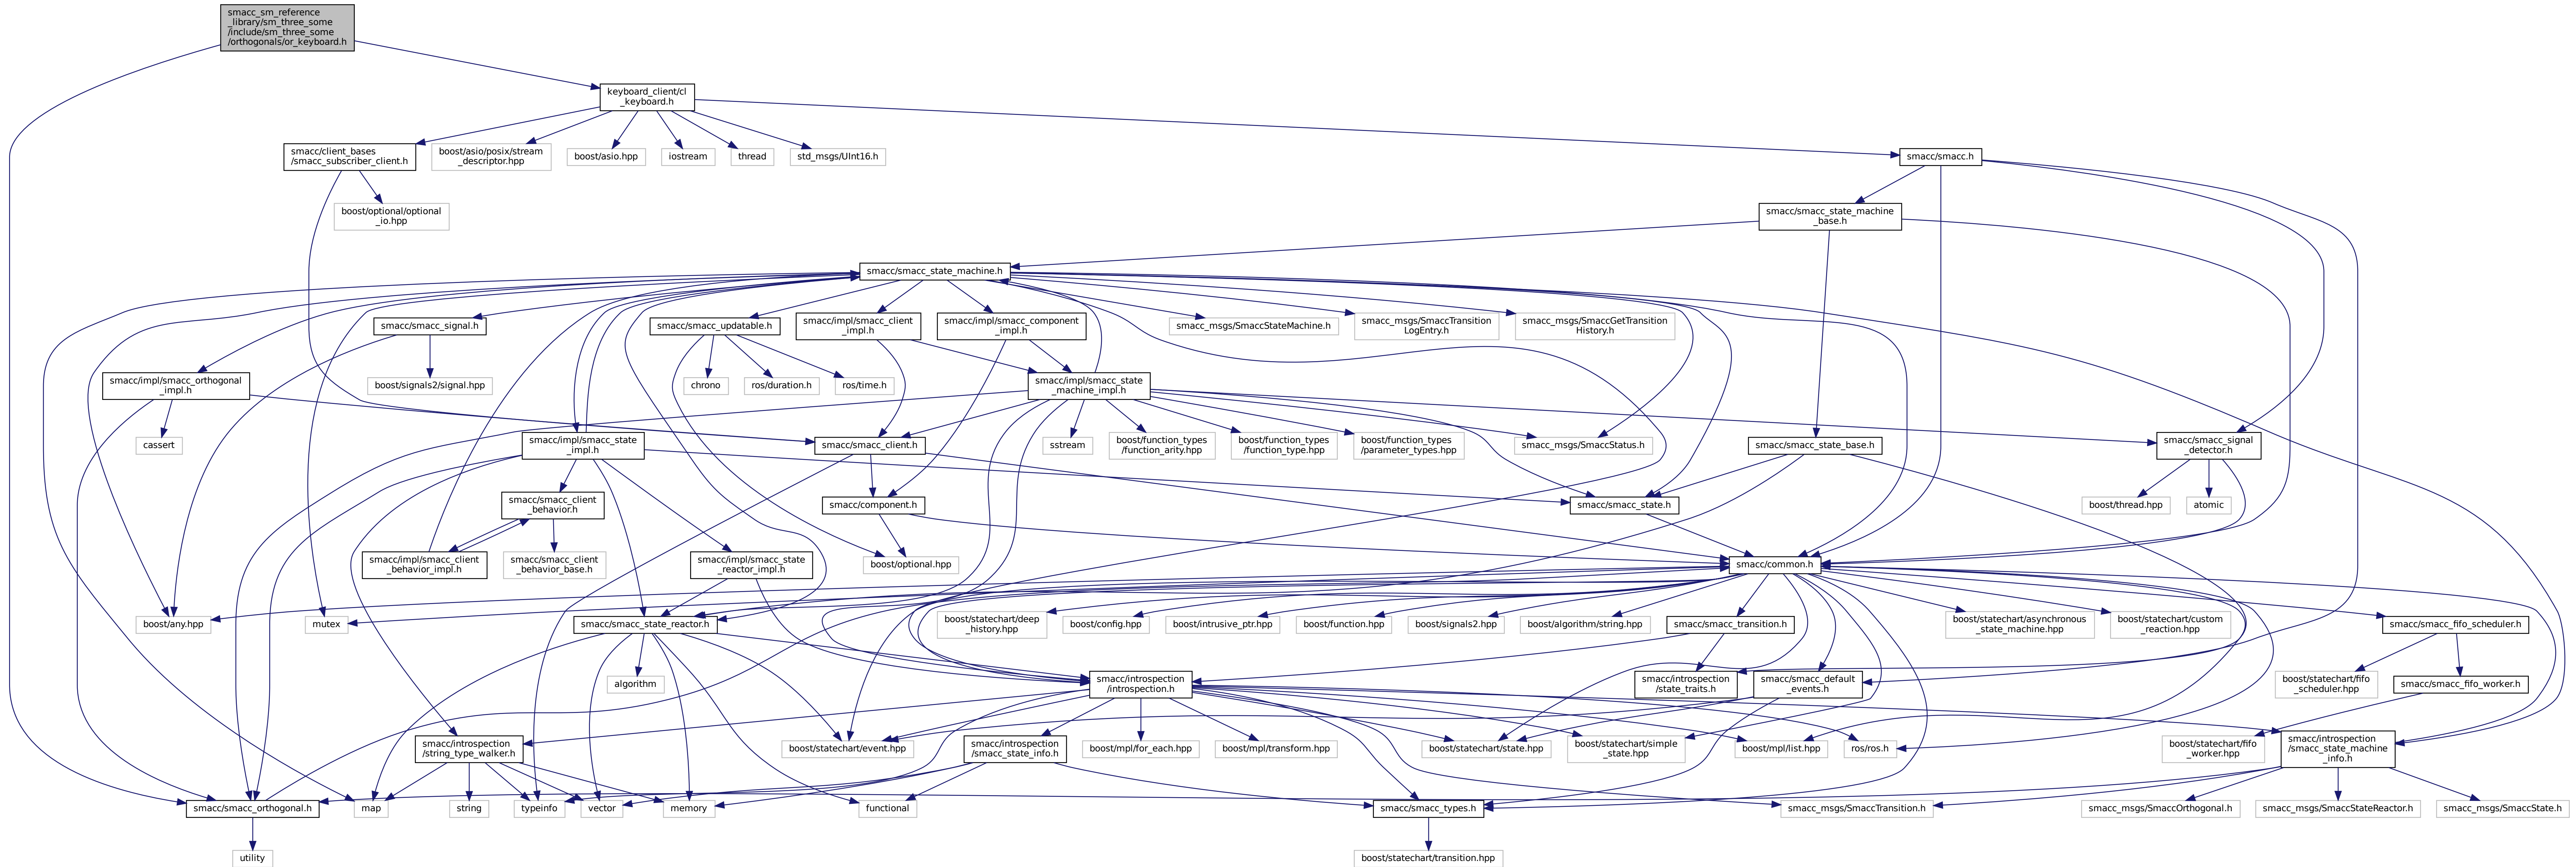 smacc_sm_reference
_library/sm_three_some
/include/sm_three_some
/orthogonals/or_keyboard.h
keyboard_client/cl
_keyboard.h
smacc/client_bases
/smacc_subscriber_client.h
boost/asio/posix/stream
_descriptor.hpp
boost/asio.hpp
iostream
thread
std_msgs/UInt16.h
smacc/smacc.h
boost/optional/optional
_io.hpp
smacc/smacc_state_machine
_base.h
smacc/smacc_state_machine.h
smacc/smacc_signal.h
smacc/smacc_updatable.h
smacc/impl/smacc_client
_impl.h
smacc/impl/smacc_component
_impl.h
smacc_msgs/SmaccStateMachine.h
smacc_msgs/SmaccTransition
LogEntry.h
smacc_msgs/SmaccGetTransition
History.h
smacc/impl/smacc_orthogonal
_impl.h
boost/signals2/signal.hpp
chrono
ros/duration.h
ros/time.h
smacc/impl/smacc_state
_machine_impl.h
cassert
smacc/impl/smacc_state
_impl.h
smacc/smacc_client.h
sstream
boost/function_types
/function_arity.hpp
boost/function_types
/function_type.hpp
boost/function_types
/parameter_types.hpp
smacc_msgs/SmaccStatus.h
smacc/smacc_state_base.h
smacc/smacc_signal
_detector.h
smacc/smacc_client
_behavior.h
smacc/component.h
smacc/smacc_state.h
boost/thread.hpp
atomic
smacc/impl/smacc_client
_behavior_impl.h
smacc/smacc_client
_behavior_base.h
smacc/impl/smacc_state
_reactor_impl.h
boost/optional.hpp
smacc/common.h
boost/any.hpp
mutex
smacc/smacc_state_reactor.h
boost/statechart/deep
_history.hpp
boost/config.hpp
boost/intrusive_ptr.hpp
boost/function.hpp
boost/signals2.hpp
boost/algorithm/string.hpp
smacc/smacc_transition.h
boost/statechart/asynchronous
_state_machine.hpp
boost/statechart/custom
_reaction.hpp
smacc/smacc_fifo_scheduler.h
algorithm
smacc/introspection
/introspection.h
smacc/introspection
/state_traits.h
smacc/smacc_default
_events.h
boost/statechart/fifo
_scheduler.hpp
smacc/smacc_fifo_worker.h
smacc/introspection
/string_type_walker.h
boost/statechart/event.hpp
smacc/introspection
/smacc_state_info.h
boost/mpl/for_each.hpp
boost/mpl/transform.hpp
boost/statechart/state.hpp
boost/statechart/simple
_state.hpp
boost/mpl/list.hpp
ros/ros.h
boost/statechart/fifo
_worker.hpp
smacc/introspection
/smacc_state_machine
_info.h
smacc/smacc_orthogonal.h
map
string
typeinfo
vector
memory
functional
smacc/smacc_types.h
smacc_msgs/SmaccTransition.h
smacc_msgs/SmaccOrthogonal.h
smacc_msgs/SmaccStateReactor.h
smacc_msgs/SmaccState.h
utility
boost/statechart/transition.hpp